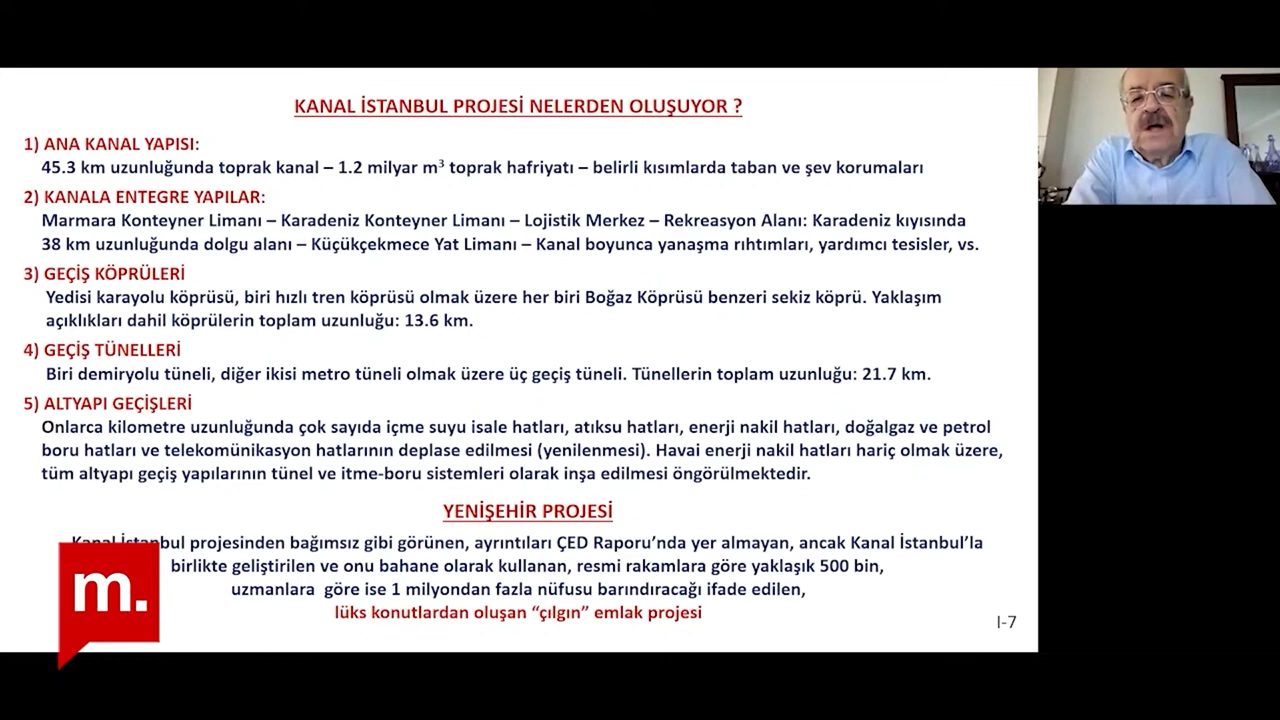 KANAL İSTANBUL PROJESİ NELERDEN OLUŞUYOR ?
1) ANA KANAL YAPISI:
45.3 km uzunluğunda toprak kanal – 1.2 milyar m³ toprak hafriyatı – belirli kısımlarda taban ve şev korumaları
2) KANALA ENTEGRE YAPILAR:
Marmara Konteyner Limanı – Karadeniz Konteyner Limanı – Lojistik Merkez – Rekreasyon Alanı: Karadeniz kıyısında
38 km uzunluğunda dolgu alanı – Küçükçekmece Yat Limanı – Kanal boyunca yanaşma rıhtımları, yardımcı tesisler, vs.
3) GEÇİŞ KÖPRÜLERİ
Yedisi karayolu köprüsü, biri hızlı tren köprüsü olmak üzere her biri Boğaz Köprüsü benzeri sekiz köprü. Yaklaşım
açıklıkları dahil köprülerin toplam uzunluğu: 13.6 km.
4) GEÇİŞ TÜNELLERİ
Biri demiryolu tüneli, diğer ikisi metro tüneli olmak üzere üç geçiş tüneli. Tünellerin toplam uzunluğu: 21.7 km.
5) ALTYAPI GEÇİŞLERİ
Onlarca kilometre uzunluğunda çok sayıda içme suyu isale hatları, atıksu hatları, enerji nakil hatları, doğalgaz ve petrol
boru hatları ve telekomünikasyon hatlarının deplase edilmesi (yenilenmesi). Havai enerji nakil hatları hariç olmak üzere,
tüm altyapı geçiş yapılarının tünel ve itme-boru sistemleri olarak inşa edilmesi öngörülmektedir.
YENİŞEHİR PROJESİ
Kanal İstanbul projesinden bağımsız gibi görünen, ayrıntıları ÇED Raporu’nda yer almayan, ancak Kanal İstanbul’la
birlikte geliştirilen ve onu bahane olarak kullanan, resmi rakamlara göre yaklaşık 500 bin,
uzmanlara göre ise 1 milyondan fazla nüfusu barındıracağı ifade edilen,
lüks konutlardan oluşan “çılgın” emlak projesi
I-7
m.